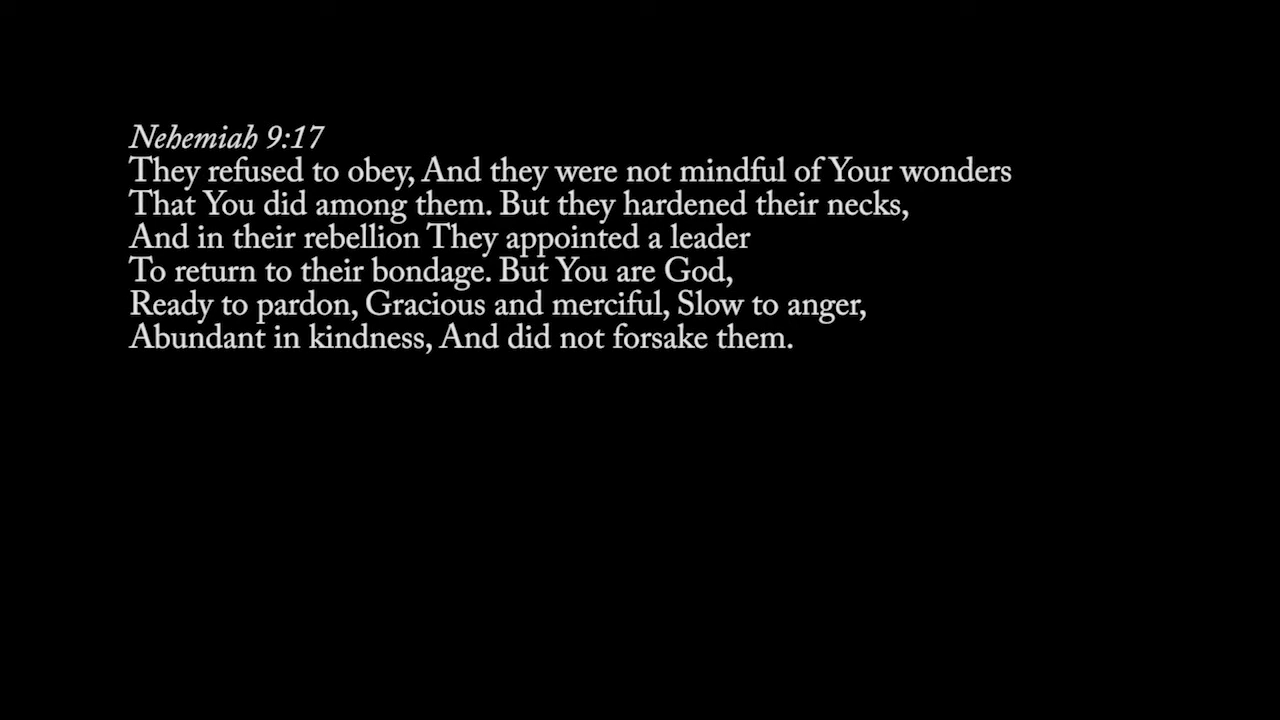 Nehemiah 9:17
They refused to obey, And they were not mindful of Your wonders
That You did among them. But they hardened their necks,
And in their rebellion They appointed a leader
To return to their bondage. But You are God,
Ready to pardon, Gracious and merciful, Slow to anger,
Abundant in kindness, And did not forsake them.